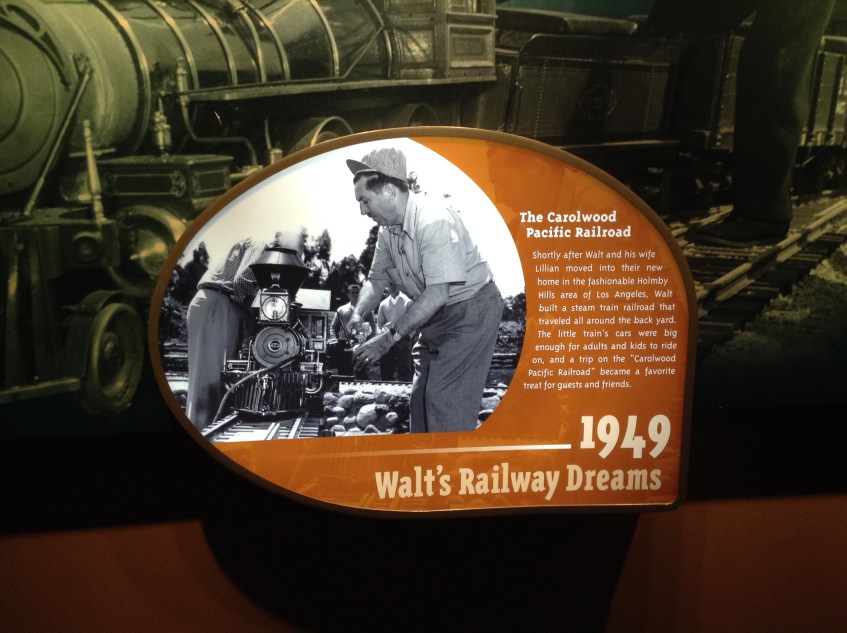 The Carolwood
Pacific Railroad
Shortly after Walt and his wife
Lillian moved into their new
home in the fashionable Holmby
Hills area of Los Angeles, Walt
built a steam train railroad that
traveled all around the back yard.
The little train's cars were big
enough for adults and kids to ride
on, and a trip on the "Carolwood
Pacific Railroad" became a favorite
treat for guests and friends.
1949
Walt's Railway Dreams